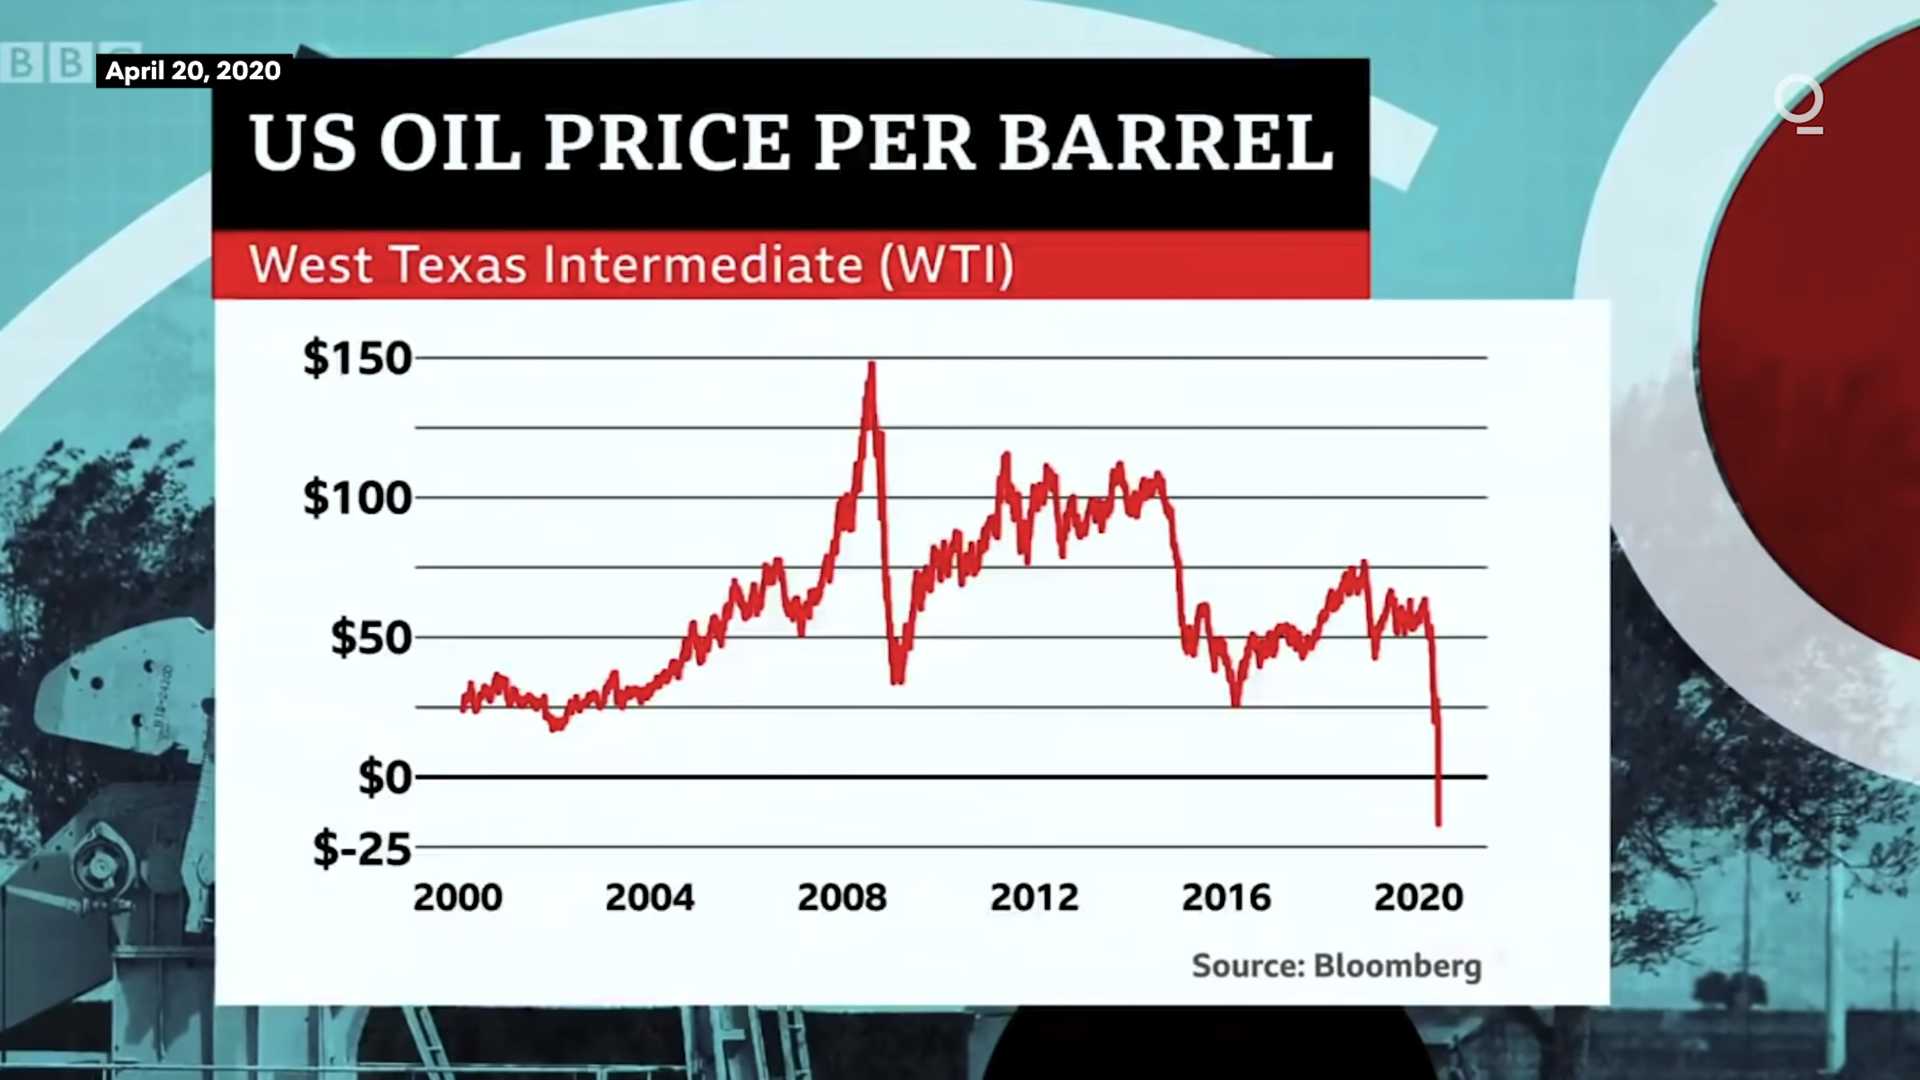 BBC
April 20, 2020
US OIL PRICE PER BARREL
West Texas Intermediate (WTI)
$150
$100
$50
$0
$-25
2000 2004 2008 2012 2016 2020
Source: Bloomberg